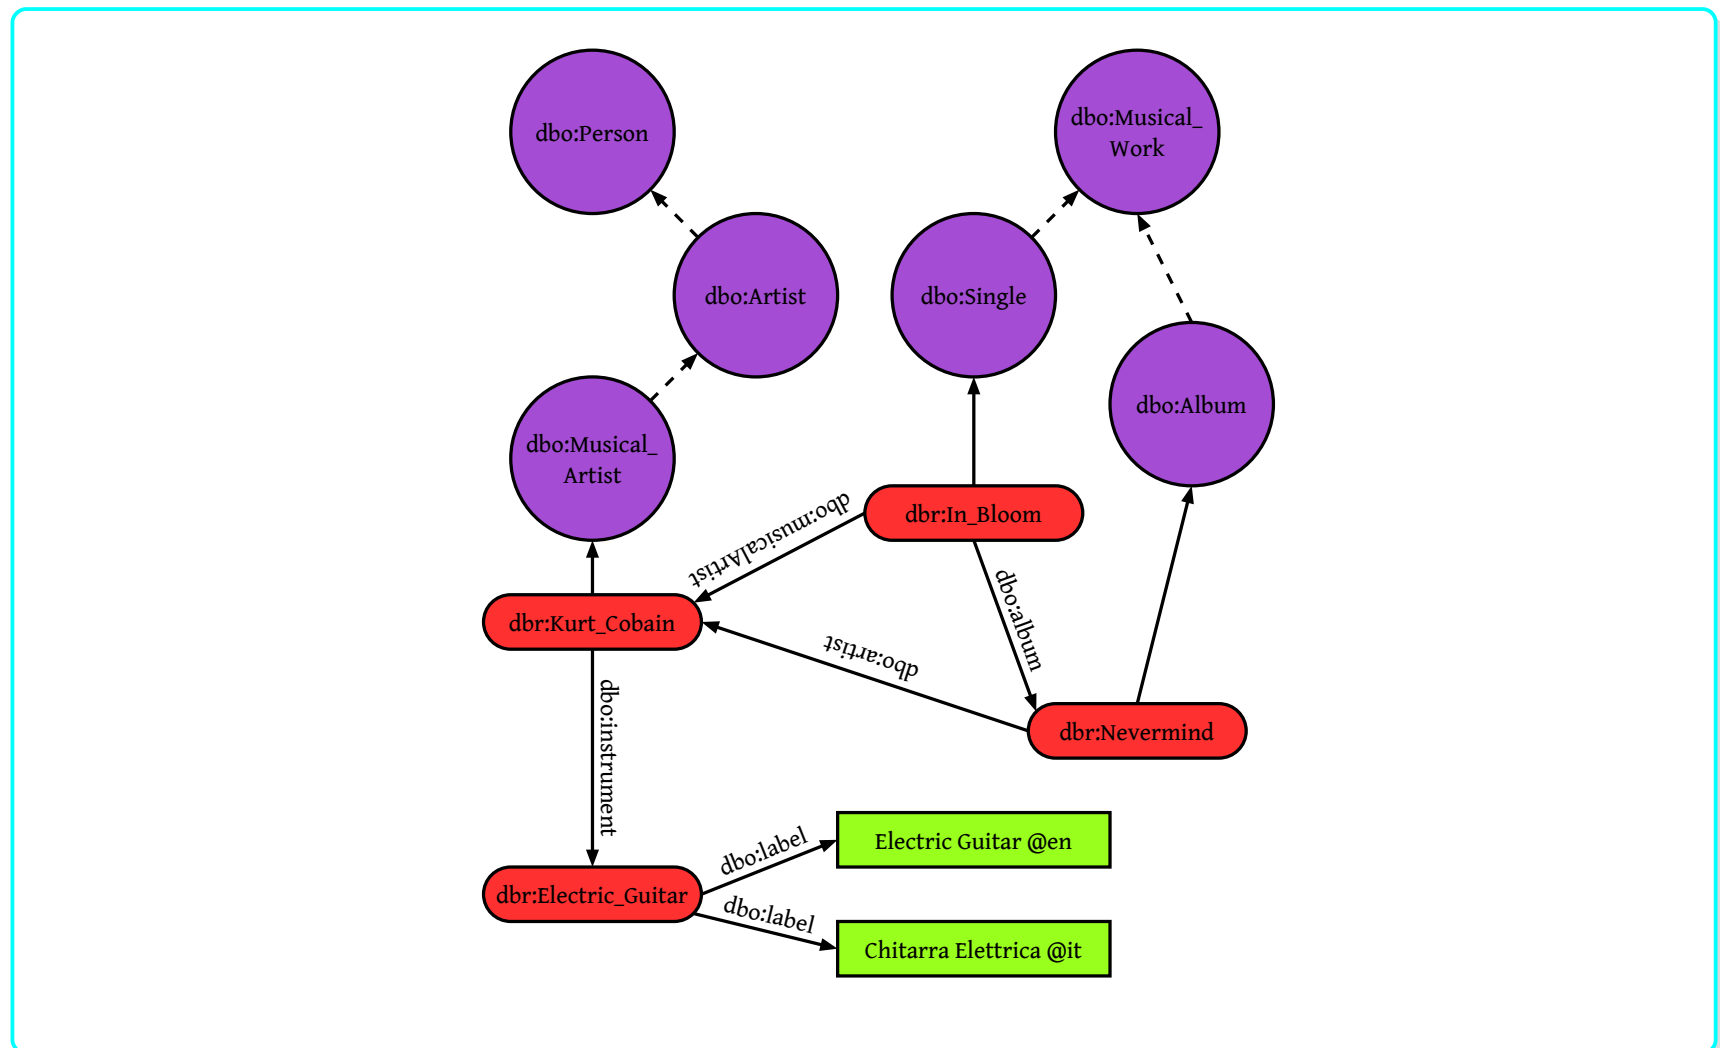 dbo:Person
dbo:Musical_
Work
dbo:Artist
dbo:Single
dbo:Album
dbo:Musical_
Artist
dbo:musicalArtist
dbr:In_Bloom
dbo:album
dbr:Kurt_Cobain
dbo:artist
dbo:instrument
dbr:Nevermind
dbo:label
Electric Guitar @en
dbr:Electric_Guitar
dbo:label
Chitarra Elettrica @it